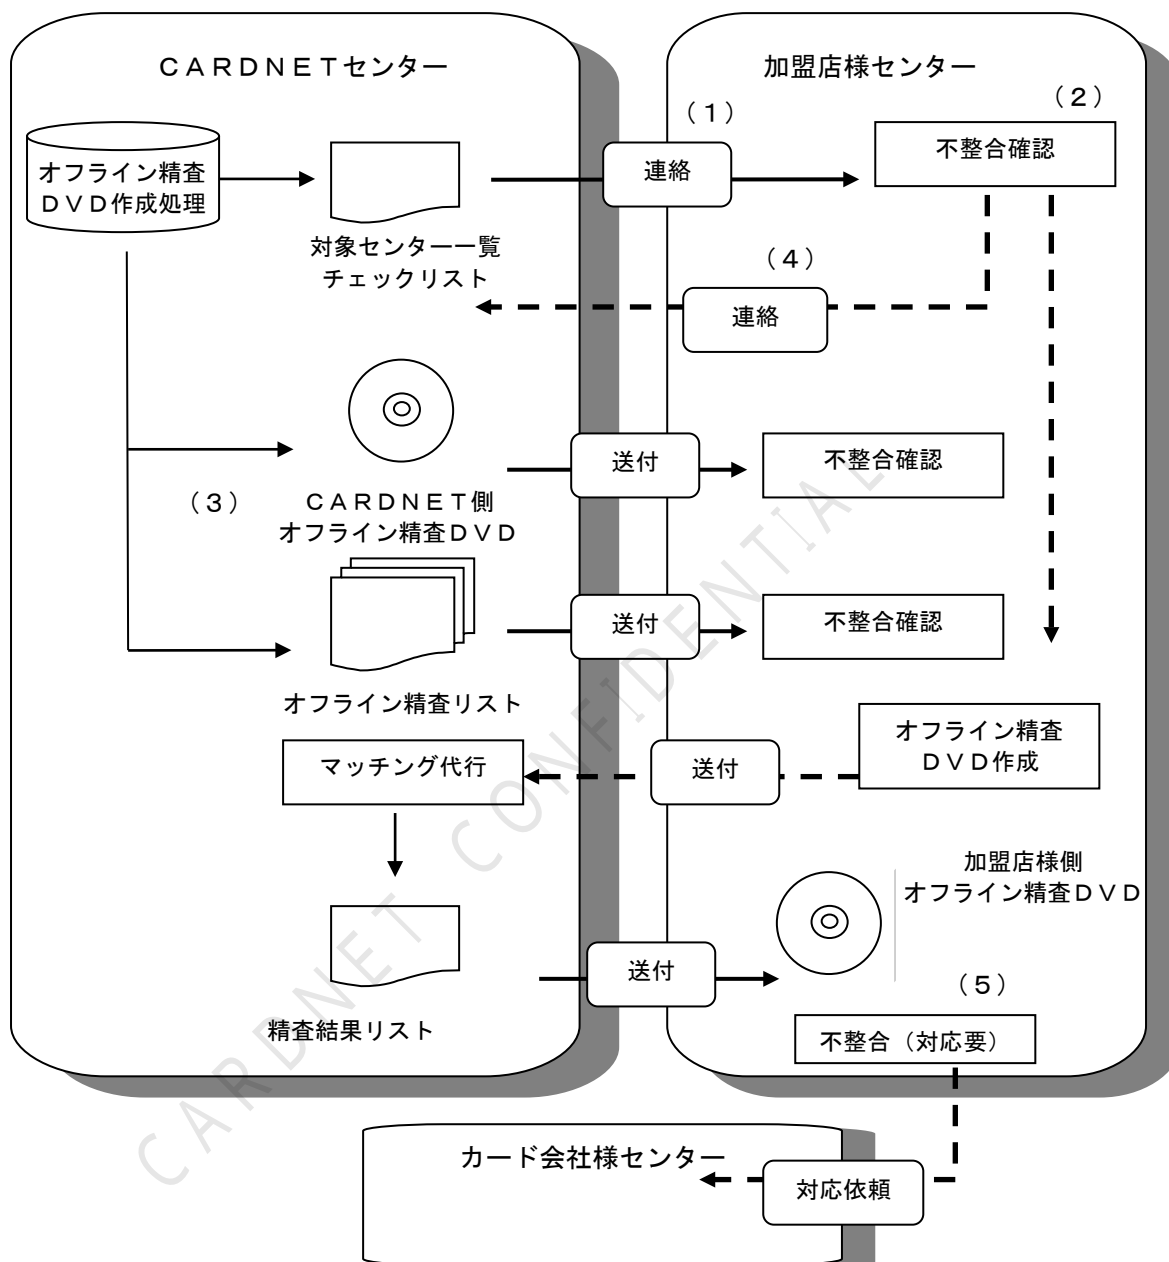 ＣＡＲＤＮＥＴセンター
加盟店様センター
（１）
（２）
オフライン精査
ＤＶＤ作成処理
連絡
不整合確認
対象センター一覧
チェックリスト
（４）
連絡
送付
不整合確認
（３）
ＣＡＲＤＮＥＴ側
オフライン精査ＤＶＤ
送付
不整合確認
オフライン精査リスト
マッチング代行
送付
オフライン精査
ＤＶＤ作成
加盟店様側
オフライン精査ＤＶＤ
送付
（５）
精査結果リスト
不整合（対応要）
カード会社様センター
対応依頼
CARDNET CONFIDENTIAL